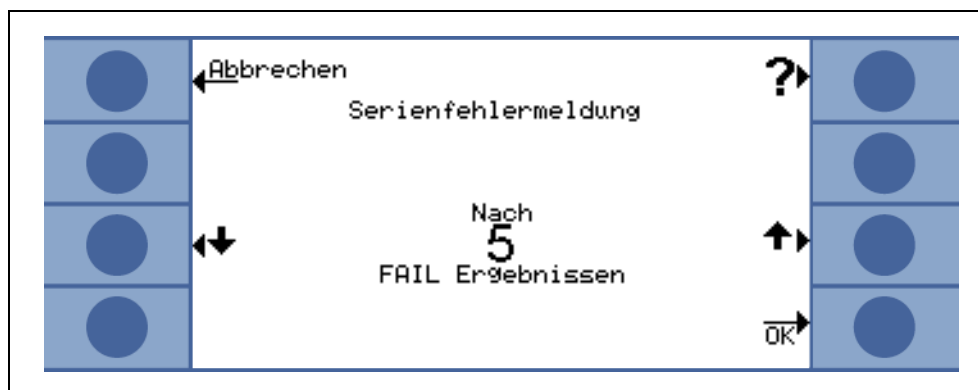 Abbrechen
?
Serienfehlermeldung
Nach
5
FAIL Ergebnissen
OK